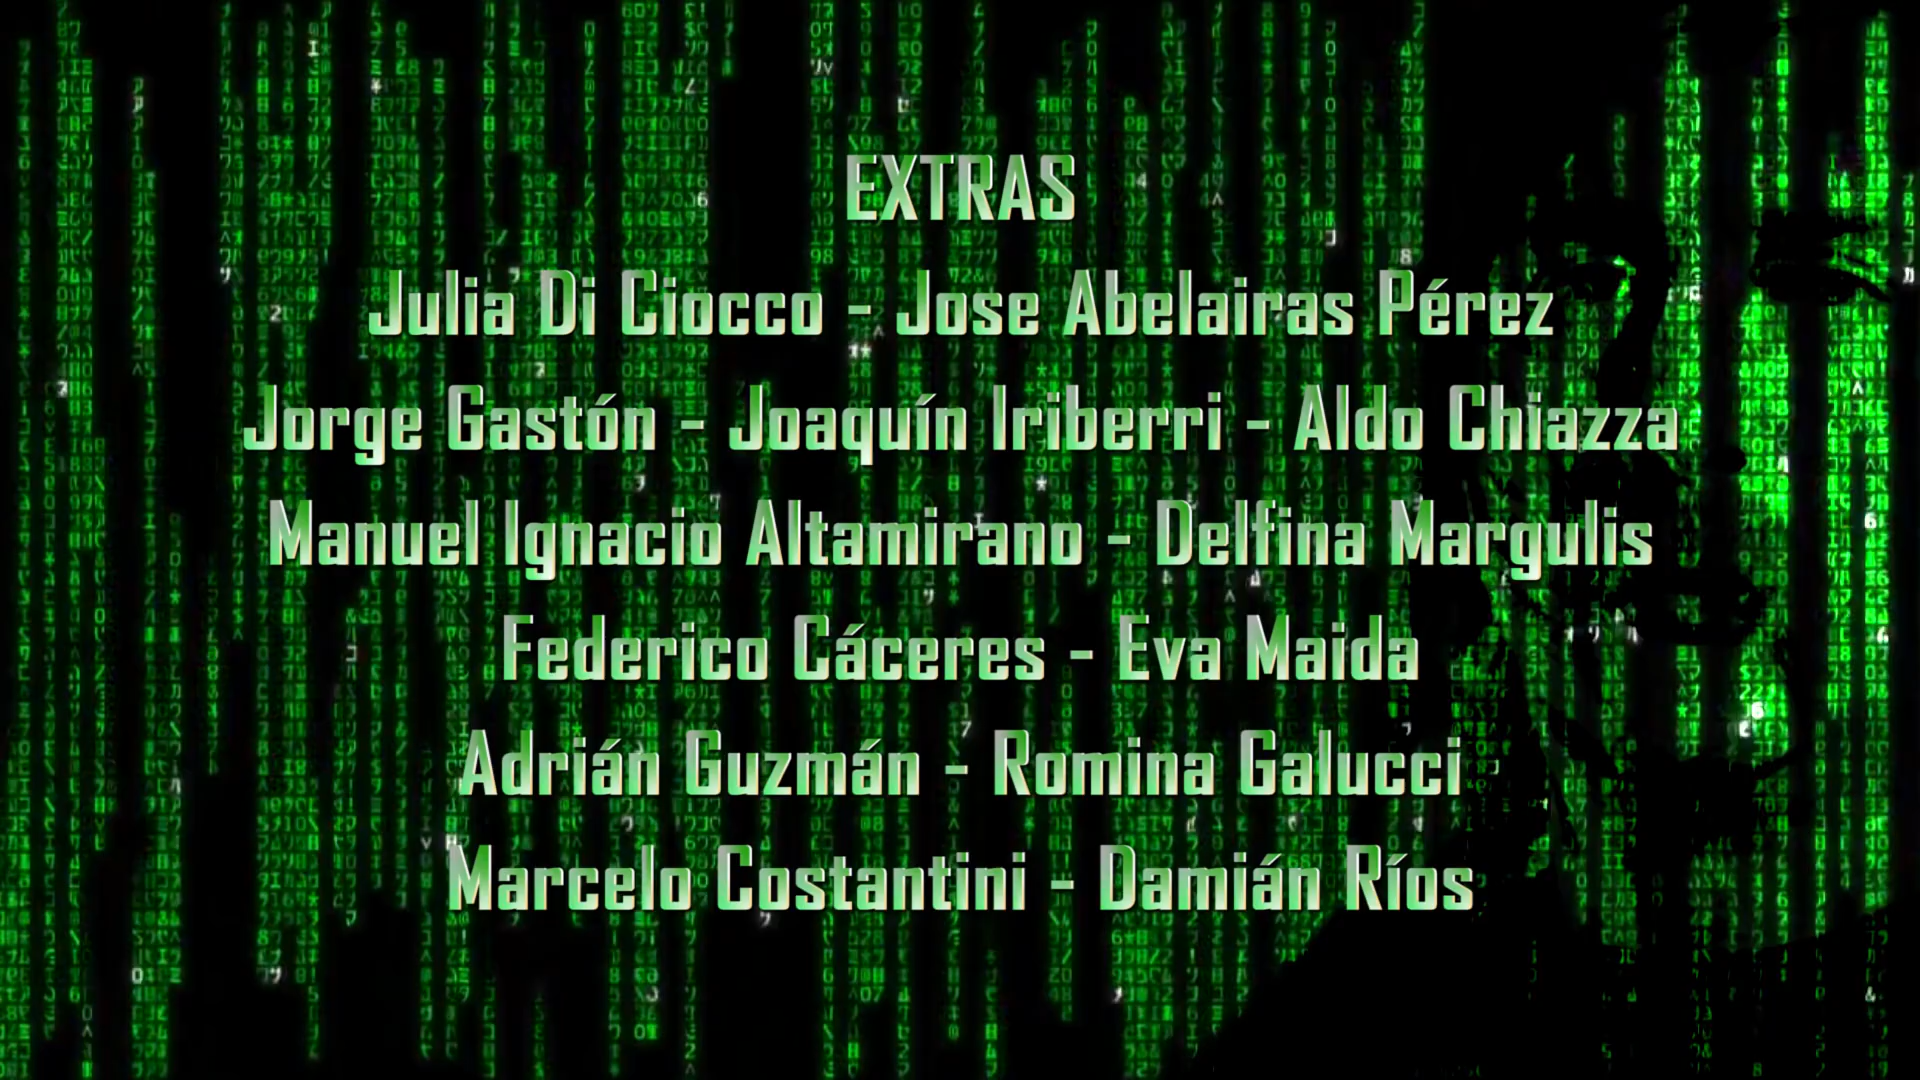 EXTRAS
Julia Di Ciocco - Jose Abelairas Pérez
Jorge Gastón - Joaquín Iriberri - Aldo Chiazza
Manuel Ignacio Altamirano - Delfina Margulis
Federico Cáceres - Eva Maida
Adrián Guzmán - Romina Galucci
Marcelo Costantini - Damián Ríos